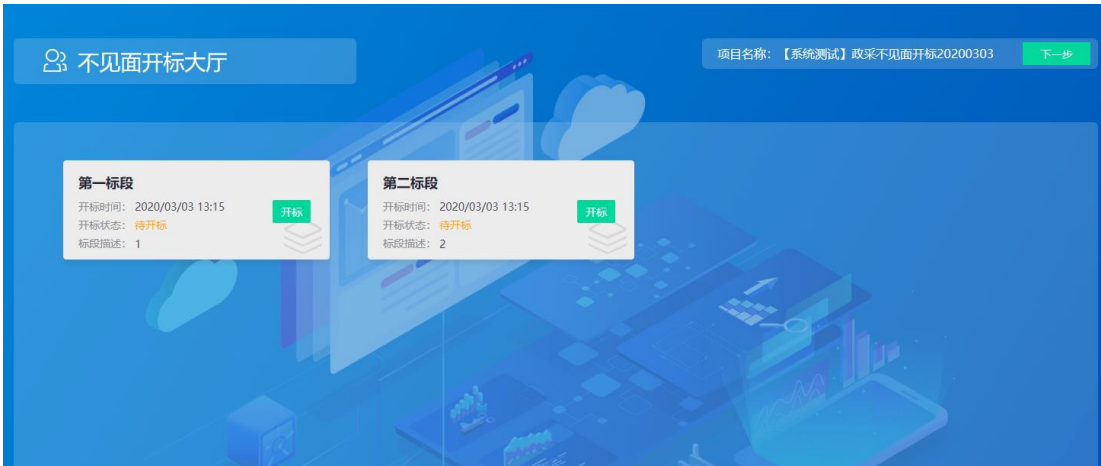 不见面开标大厅
项目名称：【系统测试】政采不见面开标20200303
下一步
第一标段
开标时间： 2020/03/03 13:15
开标
开标状态： 待开标
标段描述： 1
第二标段
开标时间： 2020/03/03 13:15
开标
开标状态： 待开标
标段描述： 2